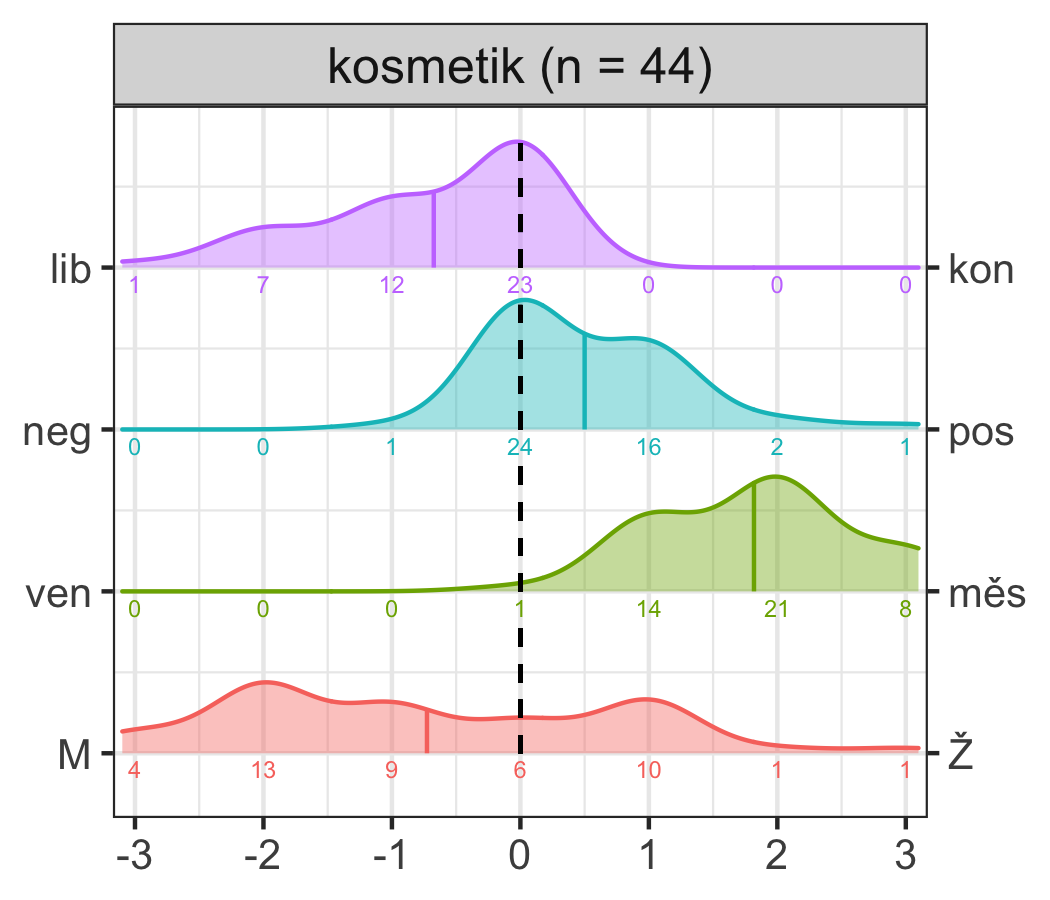 kosmetik (n = 44)
lib kon
1 7 12 23 0 0 0
neg pos
0 0 1 24 16 2 1
ven měs
0 0 0 1 14 21 8
M Ž
4 13 9 6 10 1 1
-3 -2 -1 0 1 2 3